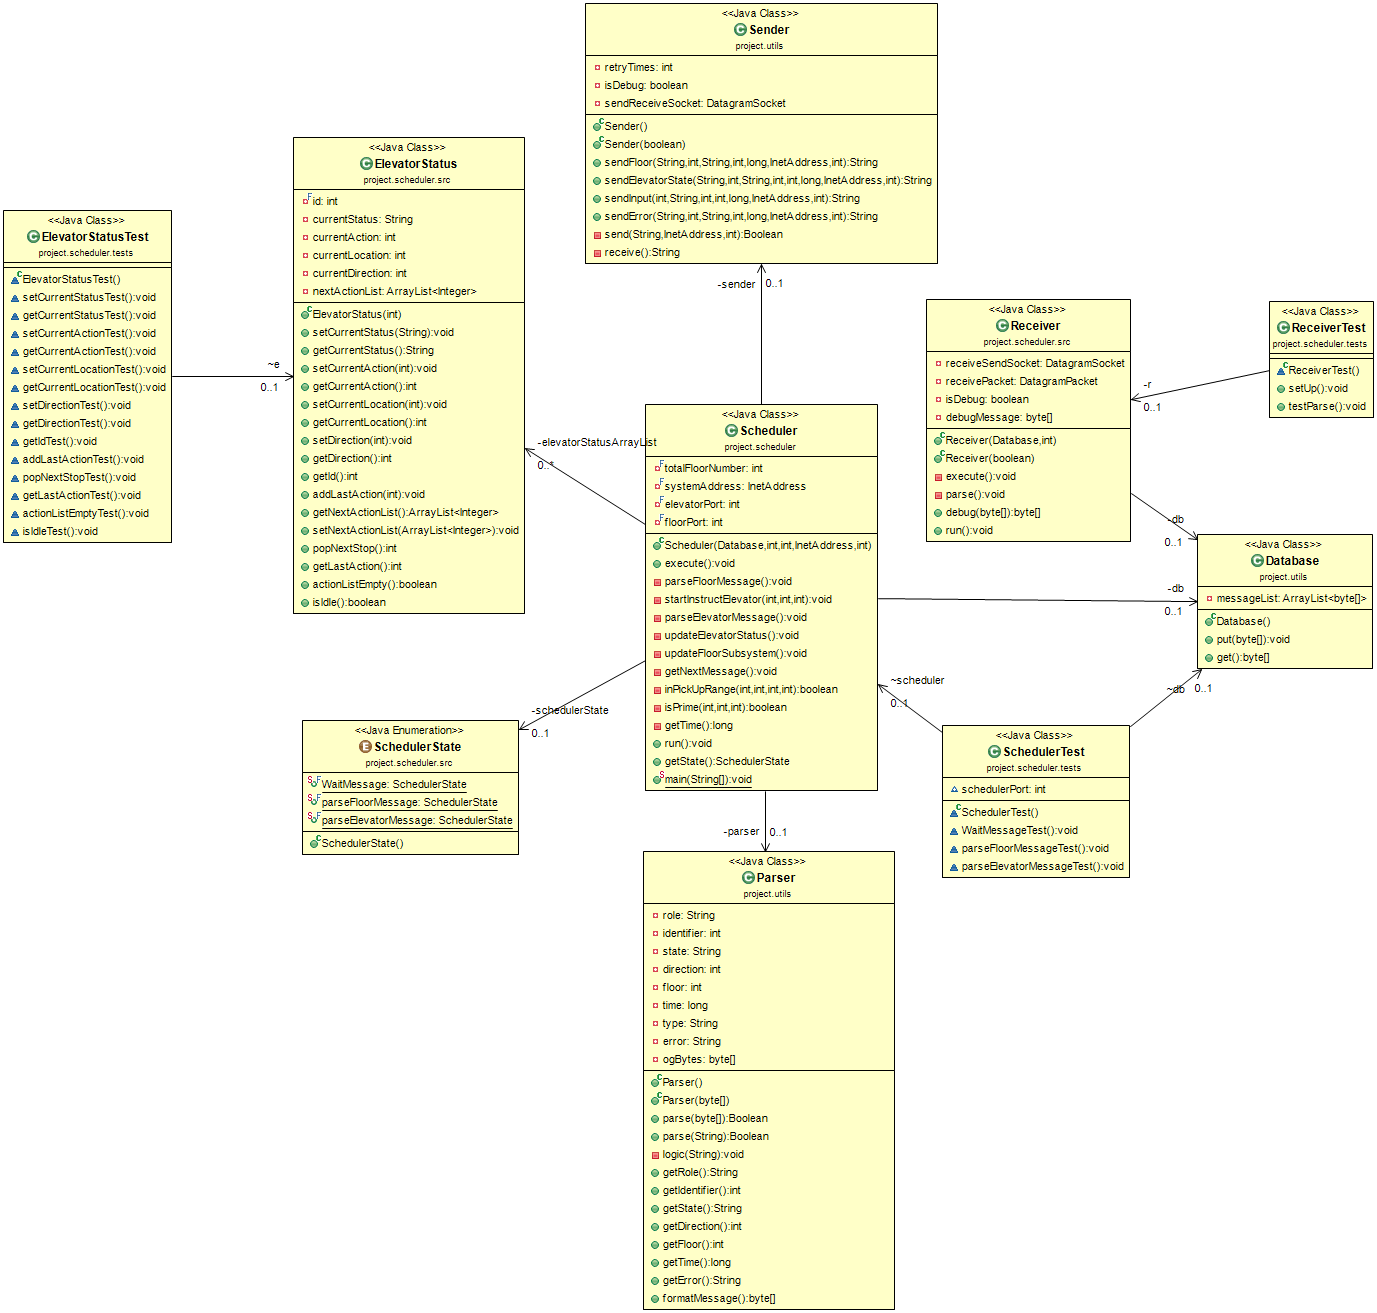 <<Java Class>>
Sender
project.utils
retryTimes: int
isDebug: boolean
sendReceiveSocket: DatagramSocket
Sender()
Sender(boolean)
sendFloor(String,int,String,int,long,InetAddress,int):String
sendElevatorState(String,int,String,int,int,long,InetAddress,int):String
sendInput(int,String,int,int,long,InetAddress,int):String
sendError(String,int,String,int,long,InetAddress,int):String
send(String,InetAddress,int):Boolean
receive():String
<<Java Class>>
ElevatorStatus
project.scheduler.src
id: int
currentStatus: String
currentAction: int
currentLocation: int
currentDirection: int
nextActionList: ArrayList<Integer>
ElevatorStatus(int)
setCurrentStatus(String):void
getCurrentStatus():String
setCurrentAction(int):void
getCurrentAction():int
setCurrentLocation(int):void
getCurrentLocation():int
setDirection(int):void
getDirection():int
getId():int
addLastAction(int):void
getNextActionList():ArrayList<Integer>
setNextActionList(ArrayList<Integer>):void
popNextStop():int
getLastAction():int
actionListEmpty():boolean
isIdle():boolean
<<Java Class>>
ElevatorStatusTest
project.scheduler.tests
ElevatorStatusTest()
setCurrentStatusTest():void
getCurrentStatusTest():void
setCurrentActionTest():void
getCurrentActionTest():void
setCurrentLocationTest():void
getCurrentLocationTest():void
setDirectionTest():void
getDirectionTest():void
getIdTest():void
addLastActionTest():void
popNextStopTest():void
getLastActionTest():void
actionListEmptyTest():void
isIdleTest():void
~e
0..1
-sender
0..1
<<Java Class>>
Receiver
project.scheduler.src
receiveSendSocket: DatagramSocket
receivePacket: DatagramPacket
isDebug: boolean
debugMessage: byte[]
Receiver(Database,int)
Receiver(boolean)
execute():void
parse():void
debug(byte[]):byte[]
run():void
<<Java Class>>
ReceiverTest
project.scheduler.tests
ReceiverTest()
setUp():void
testParse():void
-r
0..1
<<Java Class>>
Scheduler
project.scheduler
totalFloorNumber: int
systemAddress: InetAddress
elevatorPort: int
floorPort: int
Scheduler(Database,int,int,InetAddress,int)
execute():void
parseFloorMessage():void
startInstructElevator(int,int,int):void
parseElevatorMessage():void
updateElevatorStatus():void
updateFloorSubsystem():void
getNextMessage():void
inPickUpRange(int,int,int,int):boolean
isPrime(int,int,int):boolean
getTime():long
run():void
getState():SchedulerState
main(String[]):void
-elevatorStatusArrayList
0..*
-db
0..1
<<Java Class>>
Database
project.utils
messageList: ArrayList<byte[]>
Database()
put(byte[]):void
get():byte[]
-db
0..1
~scheduler
0..1
~db
0..1
-schedulerState
0..1
<<Java Enumeration>>
SchedulerState
project.scheduler.src
WaitMessage: SchedulerState
parseFloorMessage: SchedulerState
parseElevatorMessage: SchedulerState
SchedulerState()
<<Java Class>>
SchedulerTest
project.scheduler.tests
schedulerPort: int
SchedulerTest()
WaitMessageTest():void
parseFloorMessageTest():void
parseElevatorMessageTest():void
-parser
0..1
<<Java Class>>
Parser
project.utils
role: String
identifier: int
state: String
direction: int
floor: int
time: long
type: String
error: String
ogBytes: byte[]
Parser()
Parser(byte[])
parse(byte[]):Boolean
parse(String):Boolean
logic(String):void
getRole():String
getIdentifier():int
getState():String
getDirection():int
getFloor():int
getTime():long
getError():String
formatMessage():byte[]